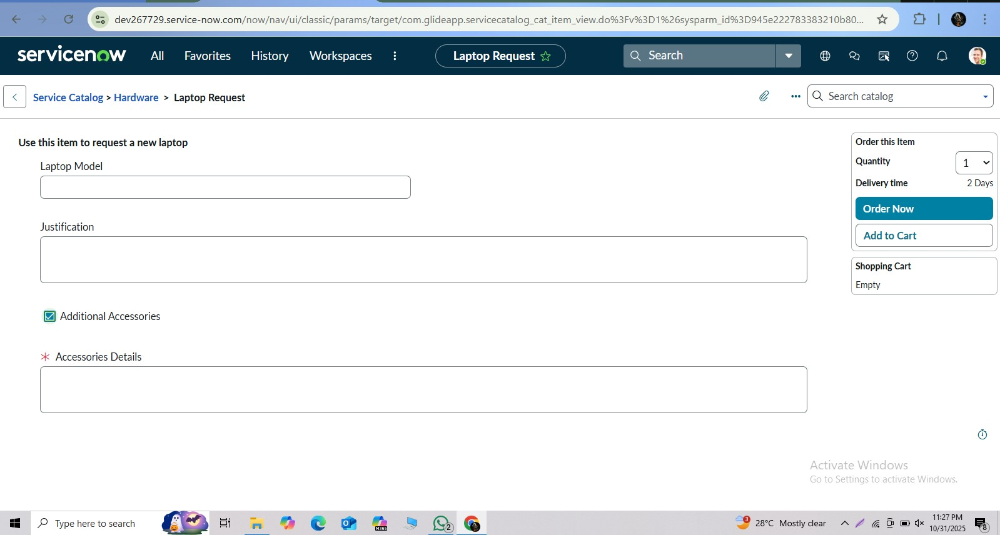 dev267729.service-now.com/now/nav/ui/classic/params/target/com.glideapp.servicecatalog_cat_item_view.do%3Fv%3D1%26sysparm_id%3D945e222783383210b80...
servicenow All Favorites History Workspaces Laptop Request Search
Service Catalog > Hardware > Laptop Request Search catalog
Use this item to request a new laptop
Laptop Model
Justification
Additional Accessories
* Accessories Details
Order this Item
Quantity 1
Delivery time 2 Days
Order Now
Add to Cart
Shopping Cart
Empty
Activate Windows
Go to Settings to activate Windows.
Type here to search M365 2 3 28°C Mostly clear 11:27 PM 8
10/31/2025